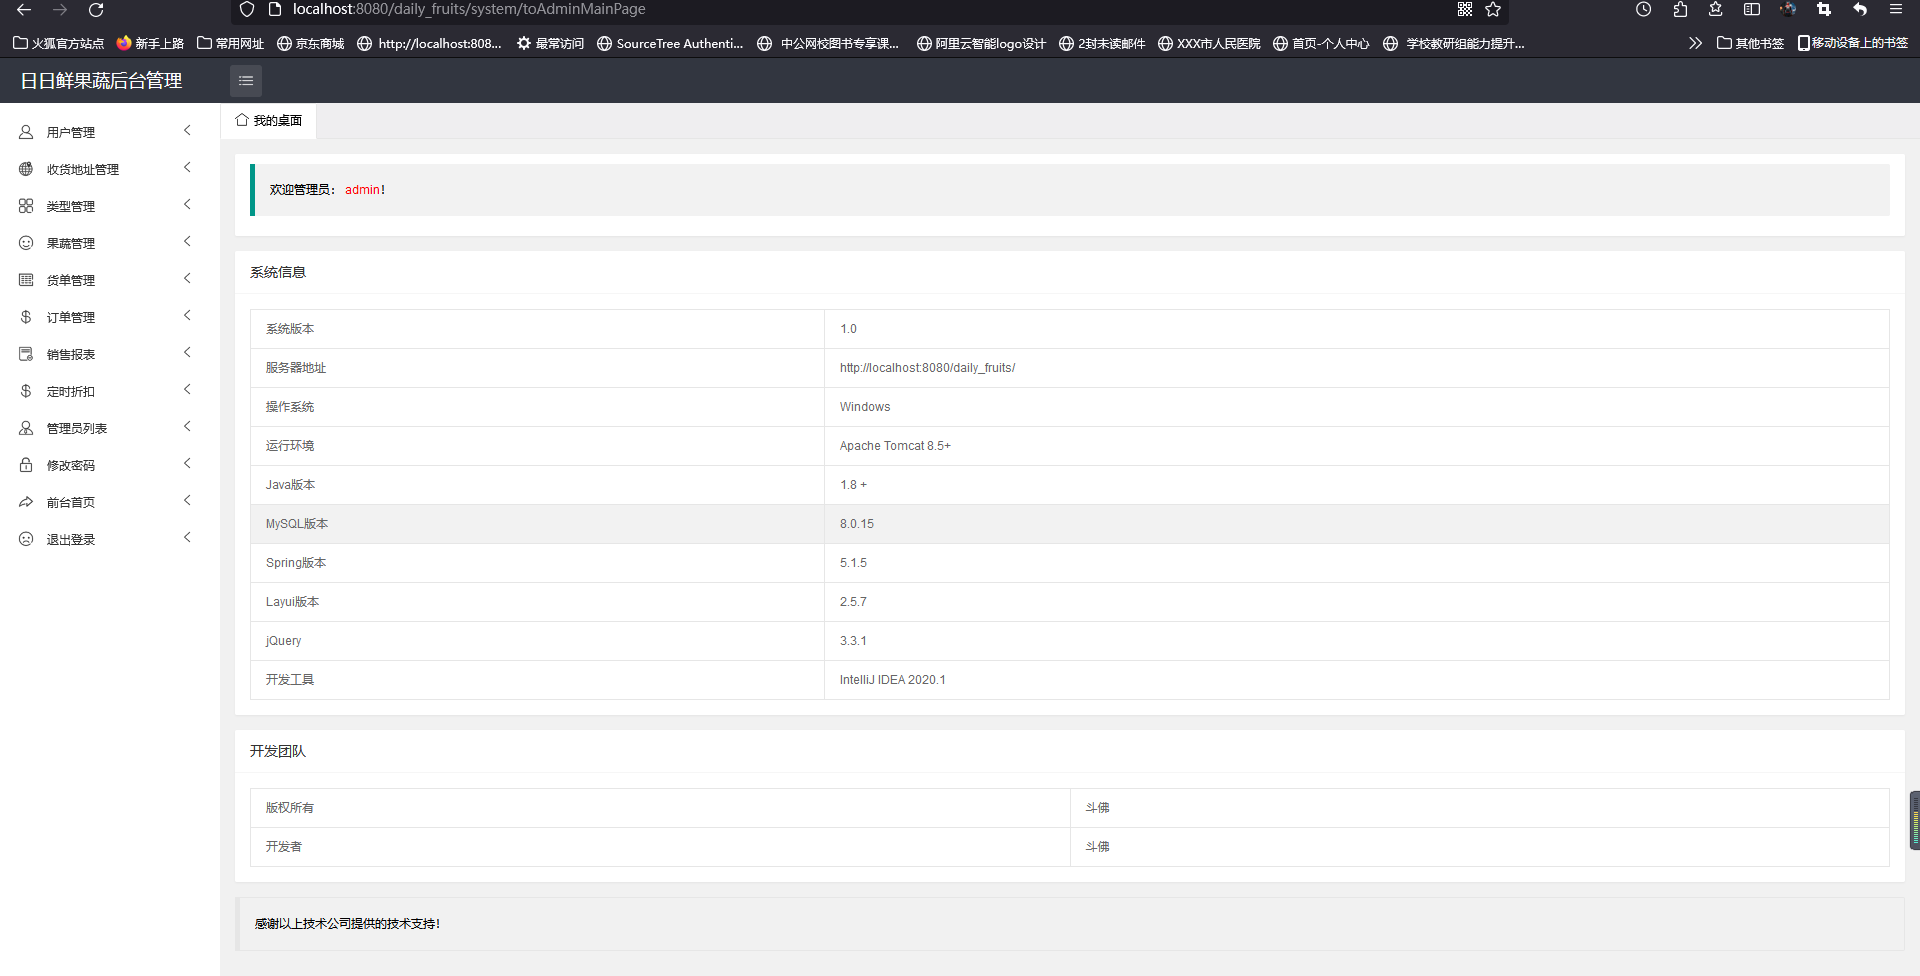 localhost:8080/daily_fruits/system/toAdminMainPage
火狐官方站点 新手上路 常用网址 京东商城 http://localhost:808... 最常访问 SourceTree Authenti... 中公网校图书专享课... 阿里云智能logo设计 2封未读邮件 XXX市人民医院 首页-个人中心 学校教研组能力提升... 其他书签 移动设备上的书签
日日鲜果蔬后台管理
用户管理
收货地址管理
类型管理
果蔬管理
货单管理
订单管理
销售报表
定时折扣
管理员列表
修改密码
前台首页
退出登录
我的桌面
欢迎管理员： admin！
系统信息
系统版本 1.0
服务器地址 http://localhost:8080/daily_fruits/
操作系统 Windows
运行环境 Apache Tomcat 8.5+
Java版本 1.8 +
MySQL版本 8.0.15
Spring版本 5.1.5
Layui版本 2.5.7
jQuery 3.3.1
开发工具 IntelliJ IDEA 2020.1
开发团队
版权所有 斗佛
开发者 斗佛
感谢以上技术公司提供的技术支持！